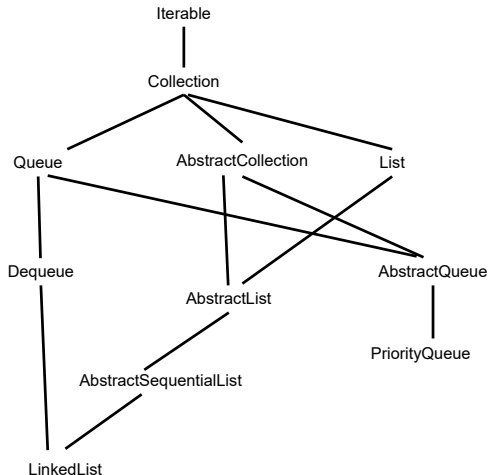 Iterable
Collection
Queue
AbstractCollection
List
Dequeue
AbstractQueue
AbstractList
PriorityQueue
AbstractSequentialList
LinkedList